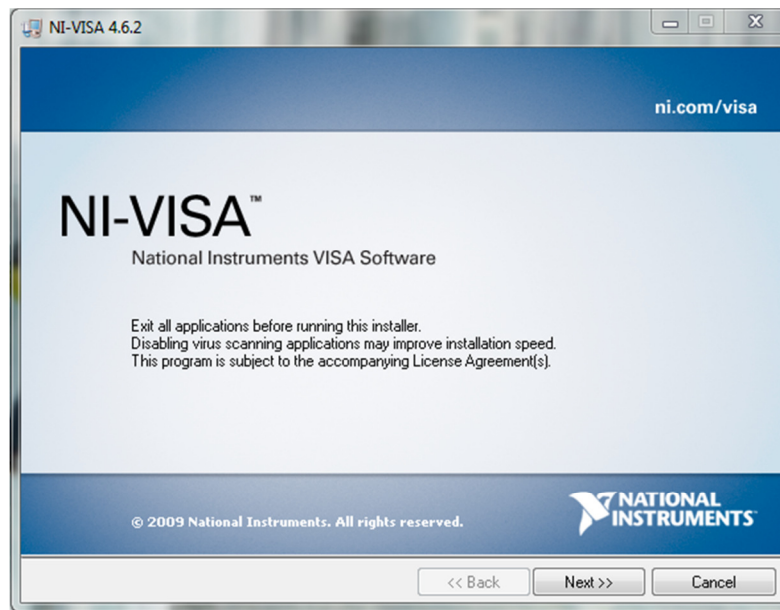 NI-VISA 4.6.2
ni.com/visa
NI-VISA™
National Instruments VISA Software
Exit all applications before running this installer.
Disabling virus scanning applications may improve installation speed.
This program is subject to the accompanying License Agreement(s).
© 2009 National Instruments. All rights reserved.
NATIONAL
INSTRUMENTS
<< Back
Next >>
Cancel